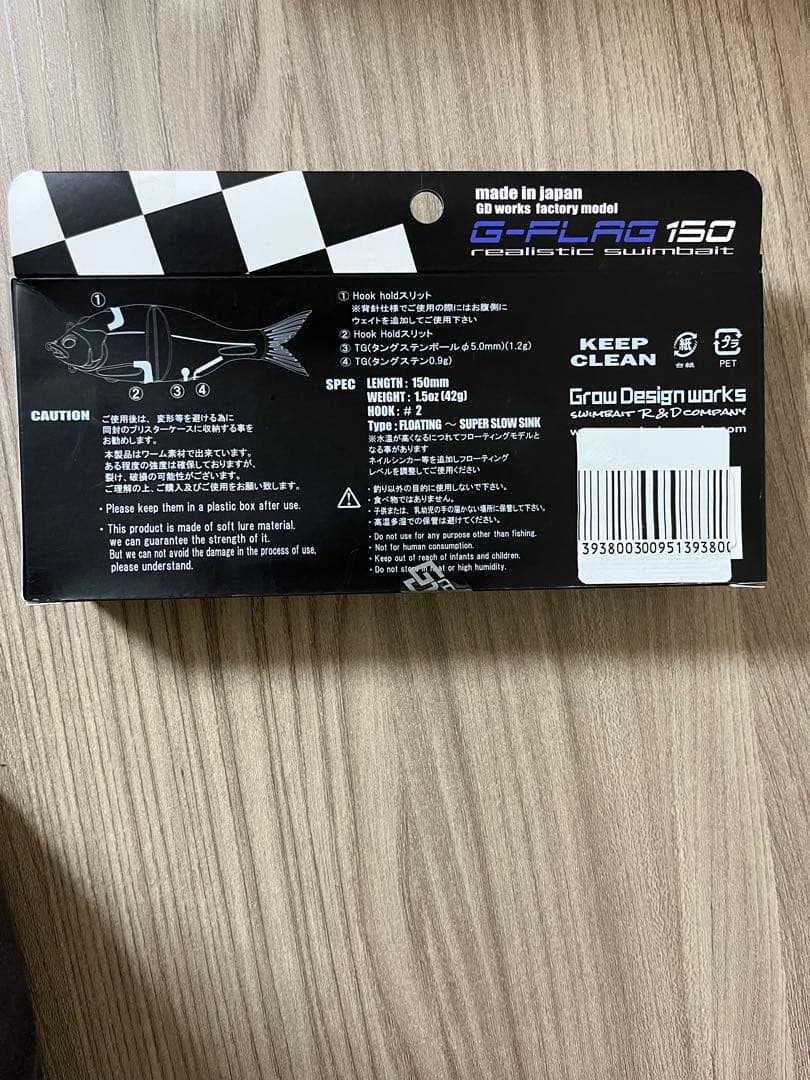 made in japan
GD works factory model
G-FLAG 150
realistic swimbait
①
② ③ ④
① Hook holdスリット
※背針仕様でご使用の際にはお腹側に
ウェイトを追加してご使用下さい
② Hook Holdスリット
③ TG(タングステンボールφ5.0mm)(1.2g)
④ TG(タングステン0.9g)
SPEC LENGTH : 150mm
WEIGHT : 1.5oz (42g)
HOOK : # 2
Type : FLOATING ～ SUPER SLOW SINK
※水温が高くなるにつれてフローティングモデルと
なる事があります
ネイルシンカー等を追加しフローティング
レベルを調整してご使用ください
CAUTION
ご使用後は、変形等を避ける為に
同封のブリスターケースに収納する事を
お勧めします。
本製品はワーム素材で出来ています。
ある程度の強度は確保しておりますが、
裂け、破損の可能性がございます。
ご理解の上、ご購入及びご使用をお願い致します。
・Please keep them in a plastic box after use.
・This product is made of soft lure material.
we can guarantee the strength of it.
But we can not avoid the damage in the process of use,
please understand.
・釣り以外の目的に使用しないで下さい。
・食べ物ではありません。
・子供または、乳幼児の手の届かない場所に保管して下さい。
・高温多湿での保管は避けてください。
・Do not use for any purpose other than fishing.
・Not for human consumption.
・Keep out of reach of infants and children.
・Do not store in heat or high humidity.
KEEP
CLEAN
紙
台紙
プラ
PET
Grow Design works
SWIMBAIT R&D COMPANY
393800300951393800